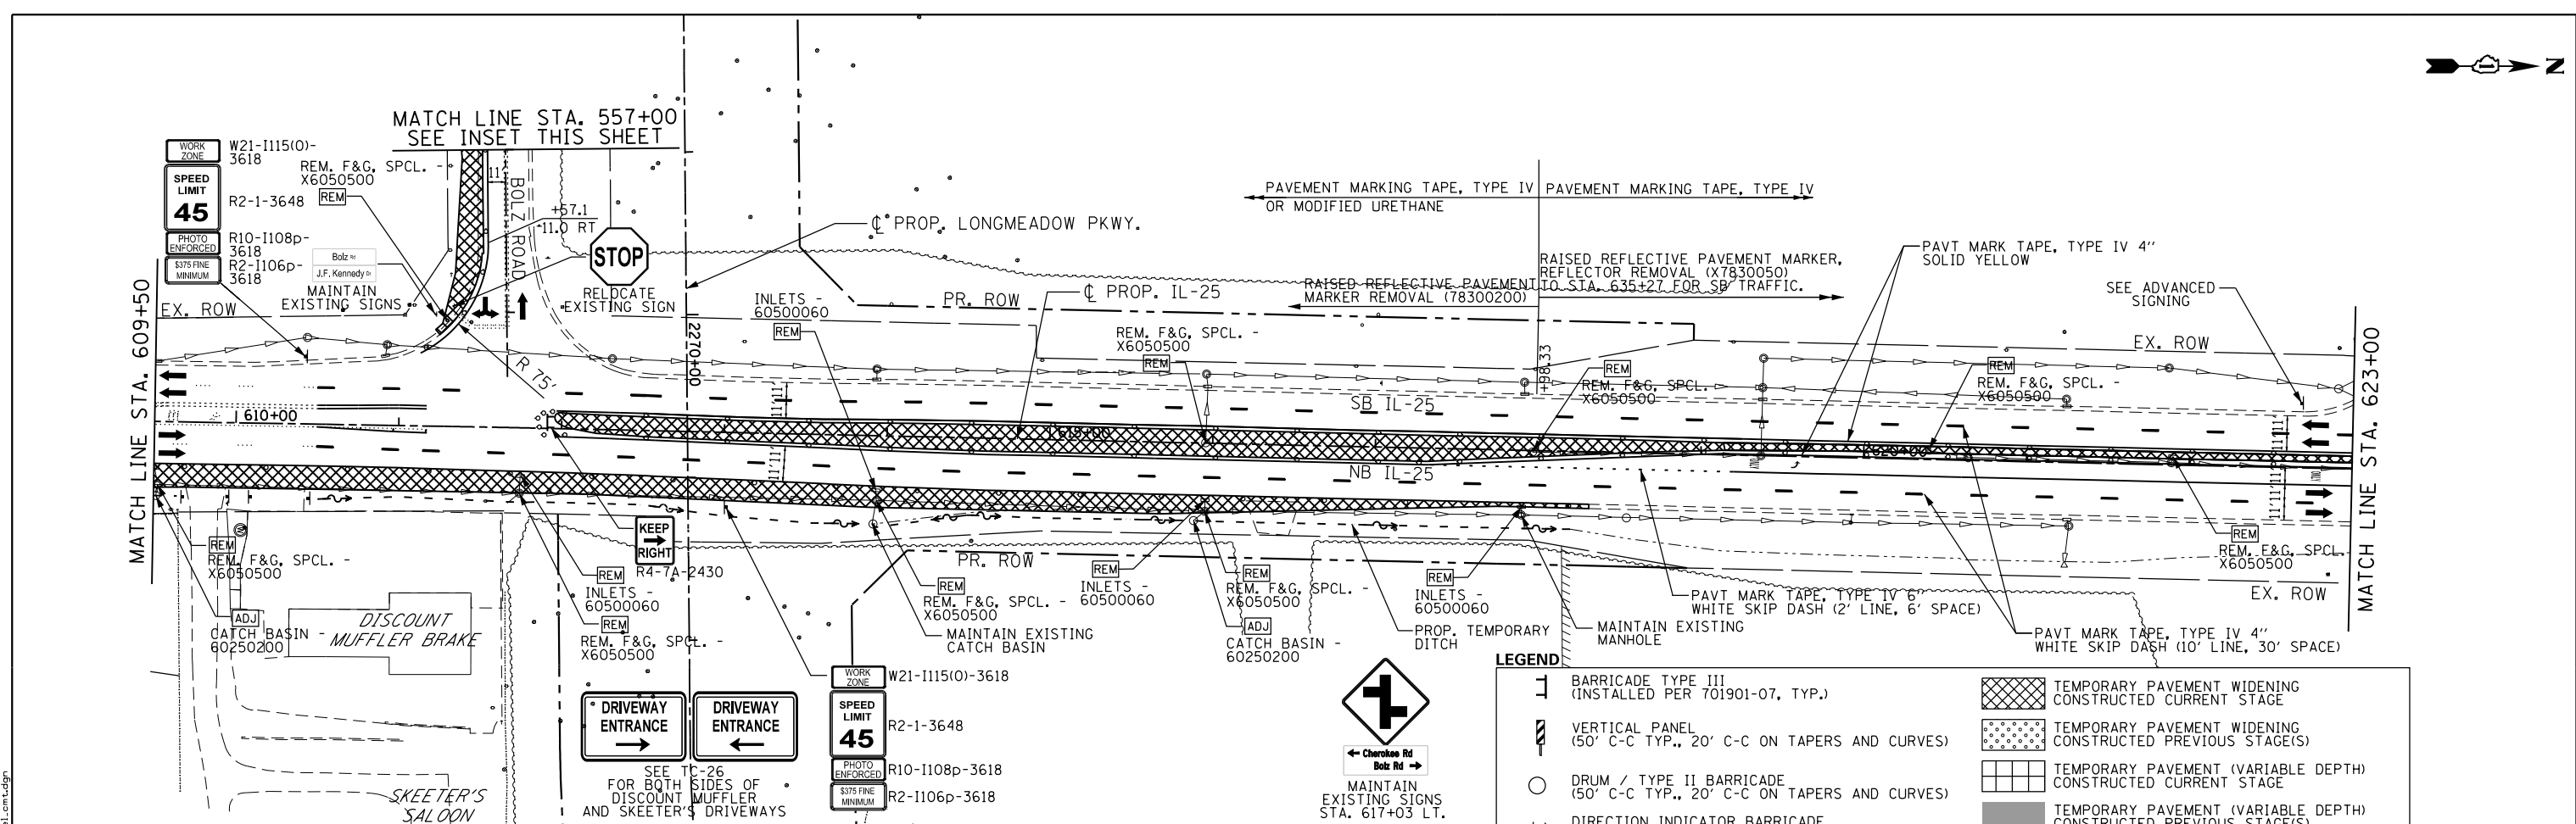 MATCH LINE STA. 557+00
SEE INSET THIS SHEET
WORK
ZONE
W21-I115(O)-
3618
SPEED
LIMIT
45
R2-1-3648
PHOTO
ENFORCED
R10-I108p-
3618
$375 FINE
MINIMUM
R2-I106p-
3618
REM. F&G, SPCL. -
X6050500
REM
Bolz Rd
J.F. Kennedy Dr
MAINTAIN
EXISTING SIGNS
11'
BOLZ ROAD
+57.1
11.0 RT
STOP
RELOCATE
EXISTING SIGN
℄ PROP. LONGMEADOW PKWY.
PAVEMENT MARKING TAPE, TYPE IV
OR MODIFIED URETHANE
PAVEMENT MARKING TAPE, TYPE IV
RAISED REFLECTIVE PAVEMENT
MARKER REMOVAL (78300200)
RAISED REFLECTIVE PAVEMENT MARKER,
REFLECTOR REMOVAL (X7830050)
TO STA. 635+27 FOR SB TRAFFIC.
PAVT MARK TAPE, TYPE IV 4"
SOLID YELLOW
SEE ADVANCED
SIGNING
N
MATCH LINE STA. 609+50
EX. ROW
R 75'
2270+00
INLETS -
60500060
REM
PR. ROW
℄ PROP. IL-25
REM. F&G, SPCL. -
X6050500
REM
+98.33
REM
REM. F&G, SPCL. -
X6050500
REM
REM. F&G, SPCL. -
X6050500
EX. ROW
MATCH LINE STA. 623+00
610+00
11'
11'
SB IL-25
615+00
620+00
11'
11'
11'
11'
NB IL-25
11'
11'
11'
REM
REM. F&G, SPCL. -
X6050500
ADJ
CATCH BASIN -
60250200
DISCOUNT
MUFFLER BRAKE
SKEETER'S
SALOON
KEEP
RIGHT
R4-7A-2430
REM
INLETS -
60500060
REM
REM. F&G, SPCL. -
X6050500
PR. ROW
REM
REM. F&G, SPCL. -
X6050500
MAINTAIN EXISTING
CATCH BASIN
REM
INLETS -
60500060
REM
REM. F&G, SPCL. -
X6050500
ADJ
CATCH BASIN -
60250200
PROP. TEMPORARY
DITCH
REM
INLETS -
60500060
MAINTAIN EXISTING
MANHOLE
PAVT MARK TAPE, TYPE IV 6"
WHITE SKIP DASH (2' LINE, 6' SPACE)
PAVT MARK TAPE, TYPE IV 4"
WHITE SKIP DASH (10' LINE, 30' SPACE)
REM
REM. F&G, SPCL. -
X6050500
EX. ROW
DRIVEWAY
ENTRANCE
DRIVEWAY
ENTRANCE
SEE TC-26
FOR BOTH SIDES OF
DISCOUNT MUFFLER
AND SKEETER'S DRIVEWAYS
WORK
ZONE
W21-I115(O)-3618
SPEED
LIMIT
45
R2-1-3648
PHOTO
ENFORCED
R10-I108p-3618
$375 FINE
MINIMUM
R2-I106p-3618
Cherokee Rd
Bolz Rd
MAINTAIN
EXISTING SIGNS
STA. 617+03 LT.
LEGEND
BARRICADE TYPE III
(INSTALLED PER 701901-07, TYP.)
VERTICAL PANEL
(50' C-C TYP., 20' C-C ON TAPERS AND CURVES)
DRUM / TYPE II BARRICADE
(50' C-C TYP., 20' C-C ON TAPERS AND CURVES)
DIRECTION INDICATOR BARRICADE
TEMPORARY PAVEMENT WIDENING
CONSTRUCTED CURRENT STAGE
TEMPORARY PAVEMENT WIDENING
CONSTRUCTED PREVIOUS STAGE(S)
TEMPORARY PAVEMENT (VARIABLE DEPTH)
CONSTRUCTED CURRENT STAGE
TEMPORARY PAVEMENT (VARIABLE DEPTH)
CONSTRUCTED PREVIOUS STAGE(S)